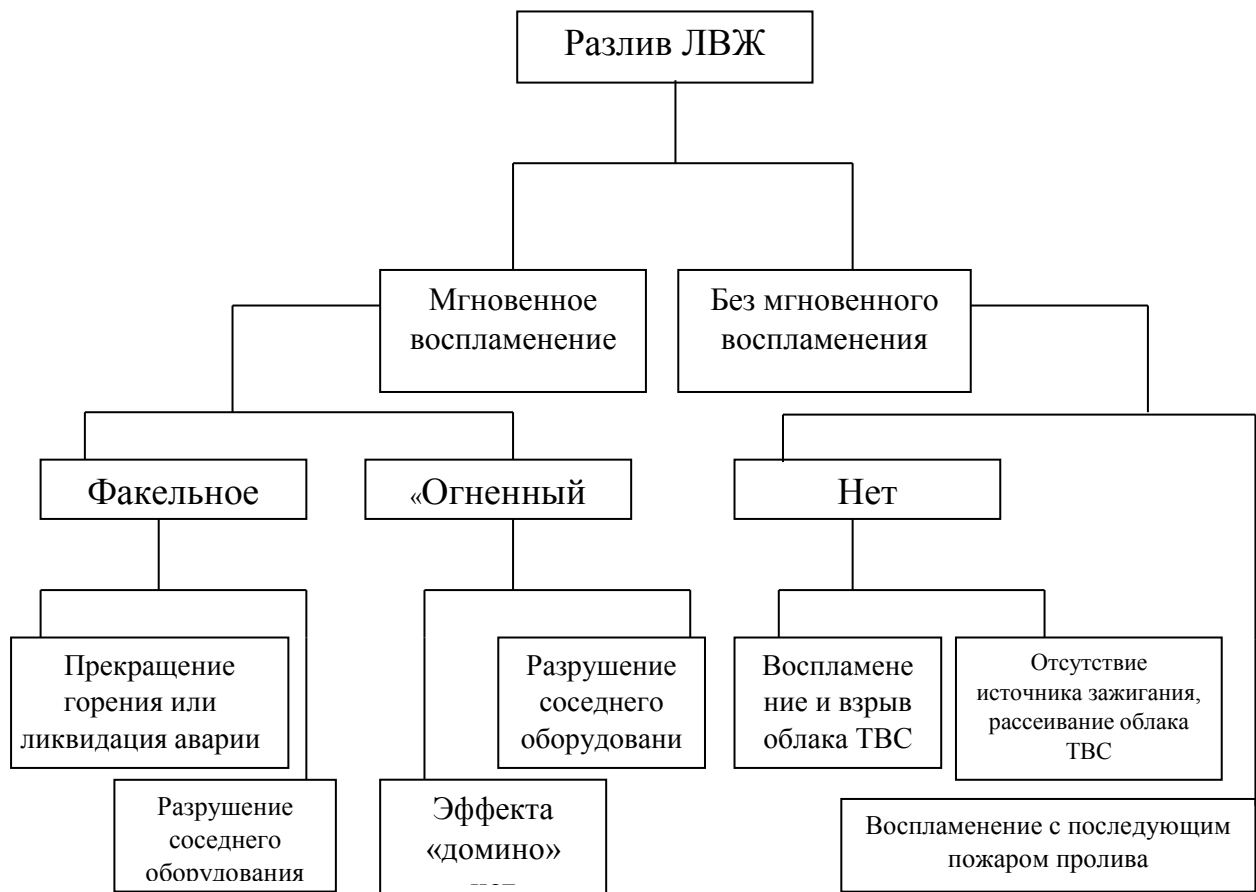 Разлив ЛВЖ
Мгновенное
воспламенение
Без мгновенного
воспламенения
Факельное
«Огненный
Нет
Прекращение
горения или
ликвидация аварии
Разрушение
соседнего
оборудовани
Воспламене
ние и взрыв
облака ТВС
Отсутствие
источника зажигания,
рассеивание облака
ТВС
Разрушение
соседнего
оборудования
Эффекта
«домино»
Воспламенение с последующим
пожаром пролива